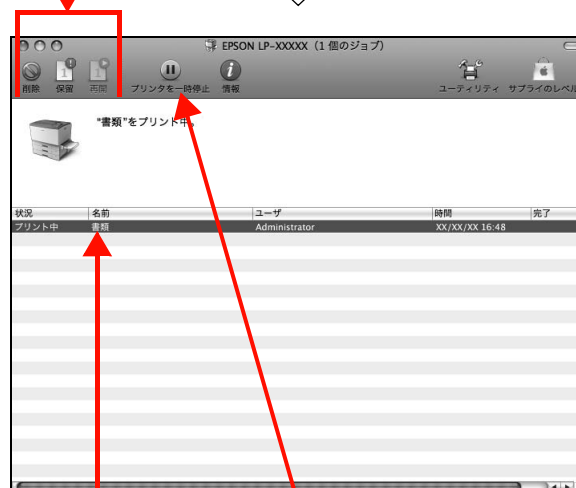 EPSON LP-XXXXX（1 個のジョブ）
削除 保留 再開 プリンタを一時停止 情報 ユーティリティ サプライのレベル
"書類"をプリント中。
状況 名前 ユーザ 時間 完了
プリント中 書類 Administrator XX/XX/XX 16:48